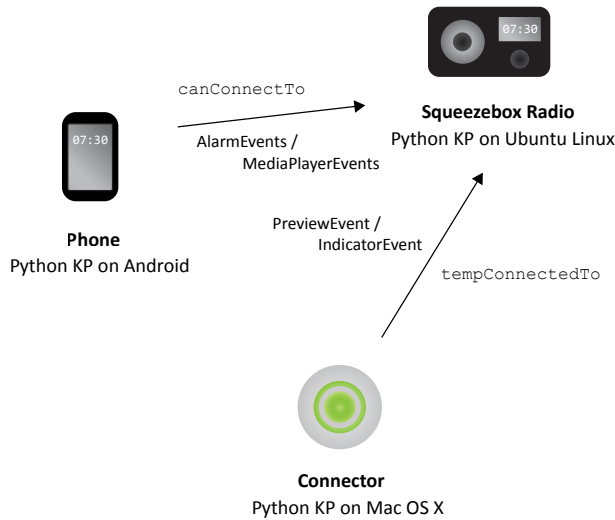 07:30
canConnectTo
Squeezebox Radio
Python KP on Ubuntu Linux
AlarmEvents /
MediaPlayerEvents
07:30
PreviewEvent /
IndicatorEvent
Phone
Python KP on Android
tempConnectedTo
Connector
Python KP on Mac OS X